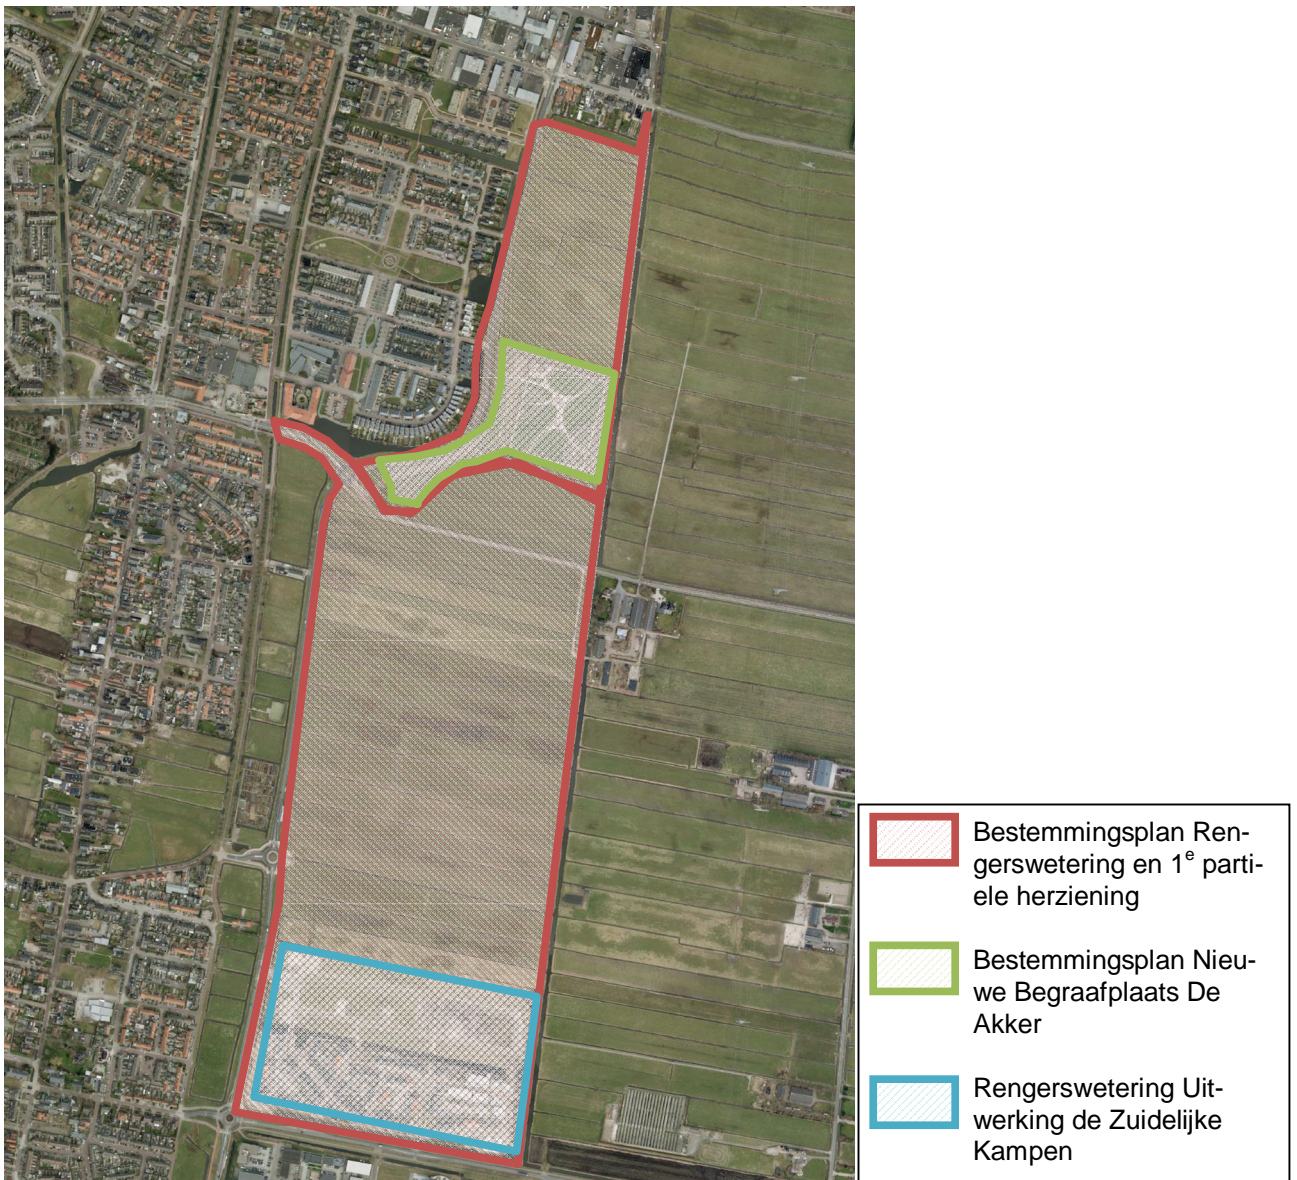 Bestemmingsplan Ren-
gerswetering en 1e parti-
ele herziening
Bestemmingsplan Nieu-
we Begraafplaats De
Akker
Rengerswetering Uit-
werking de Zuidelijke
Kampen